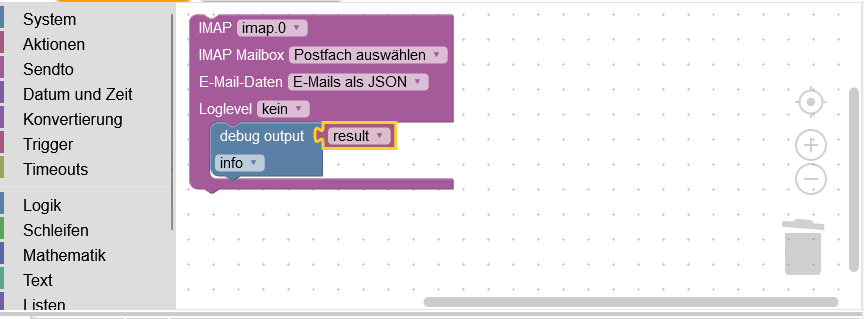 System
Aktionen
Sendto
Datum und Zeit
Konvertierung
Trigger
Timeouts
Logik
Schleifen
Mathematik
Text
Listen
IMAP imap.0
IMAP Mailbox Postfach auswählen
E-Mail-Daten E-Mails als JSON
Loglevel kein
debug output result
info